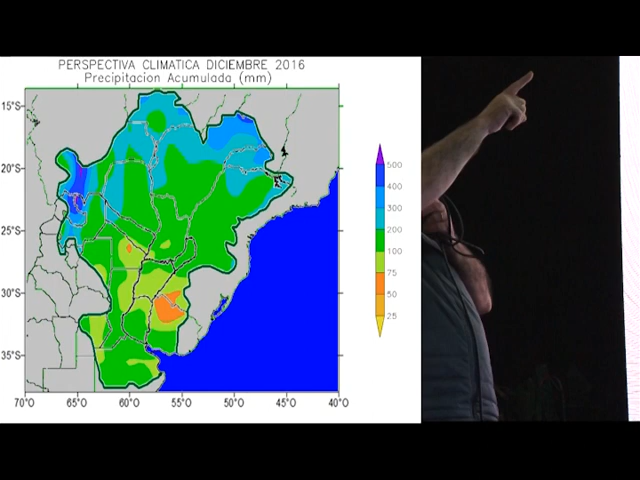 PERSPECTIVA CLIMATICA DICIEMBRE 2016
Precipitacion Acumulada (mm)
15°S
20°S
25°S
30°S
35°S
70°O 65°O 60°O 55°O 50°O 45°O 40°O
500
400
300
200
100
75
50
25